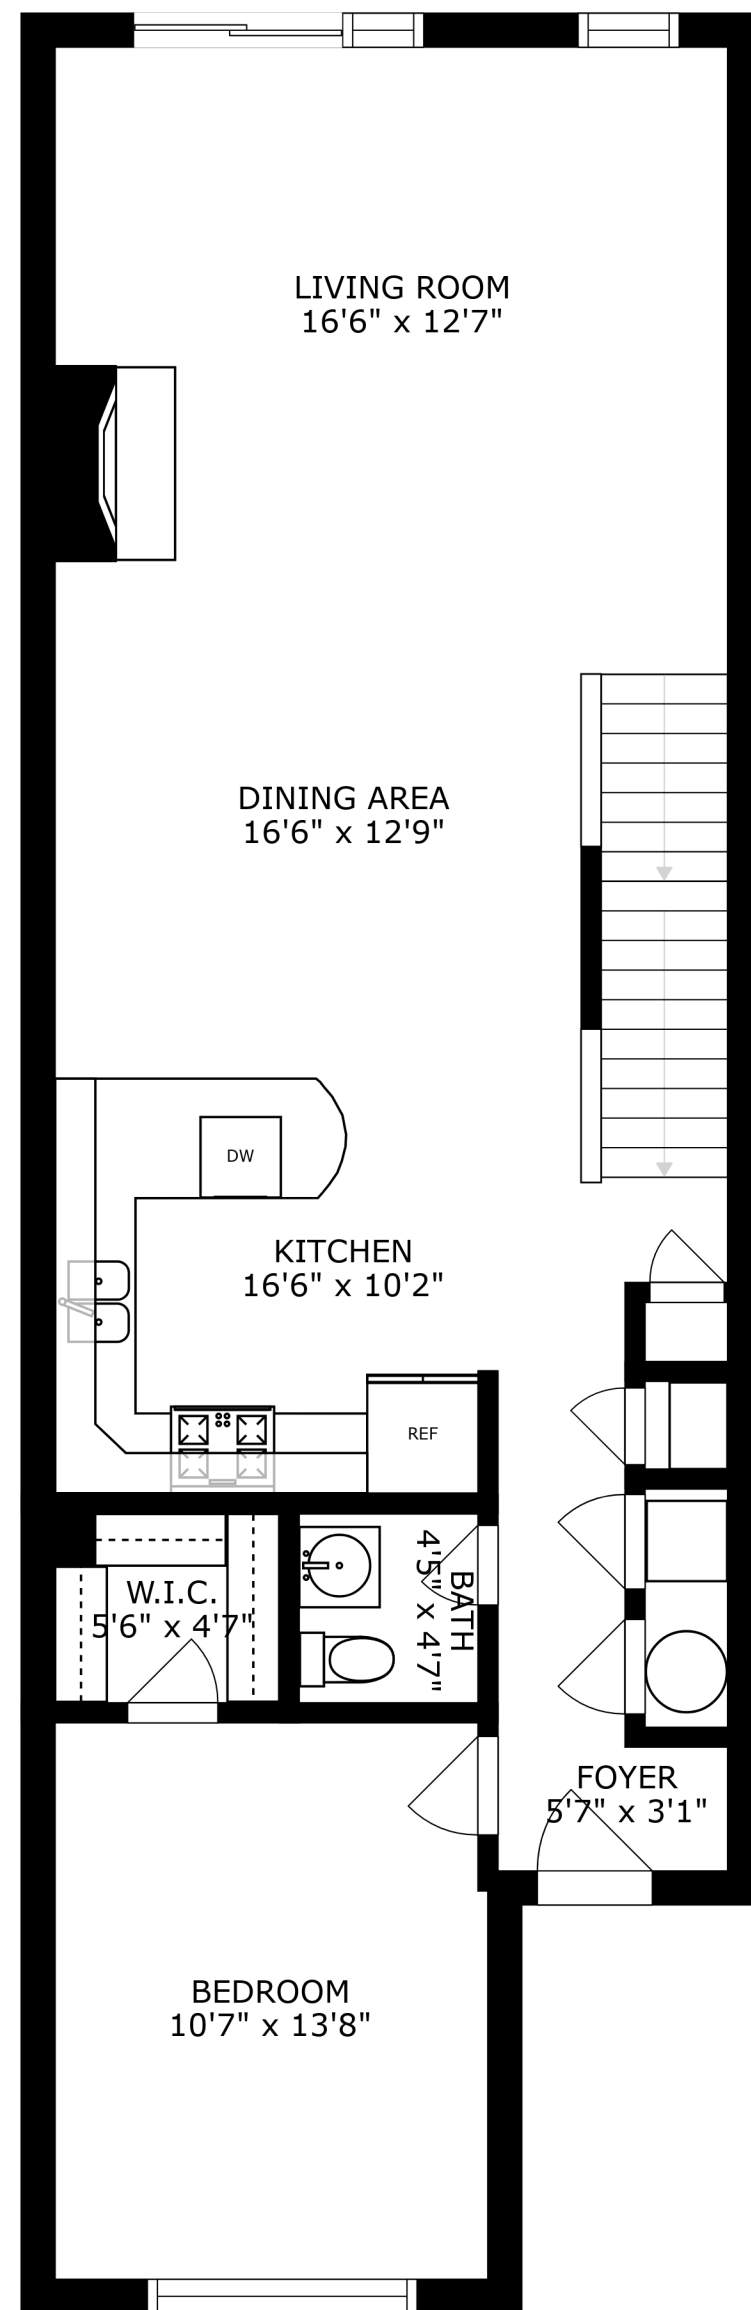 LIVING ROOM
16'6" x 12'7"
DINING AREA
16'6" x 12'9"
DW
KITCHEN
16'6" x 10'2"
REF
W.I.C.
5'6" x 4'7"
BATH
4'5" x 4'7"
FOYER
5'7" x 3'1"
BEDROOM
10'7" x 13'8"